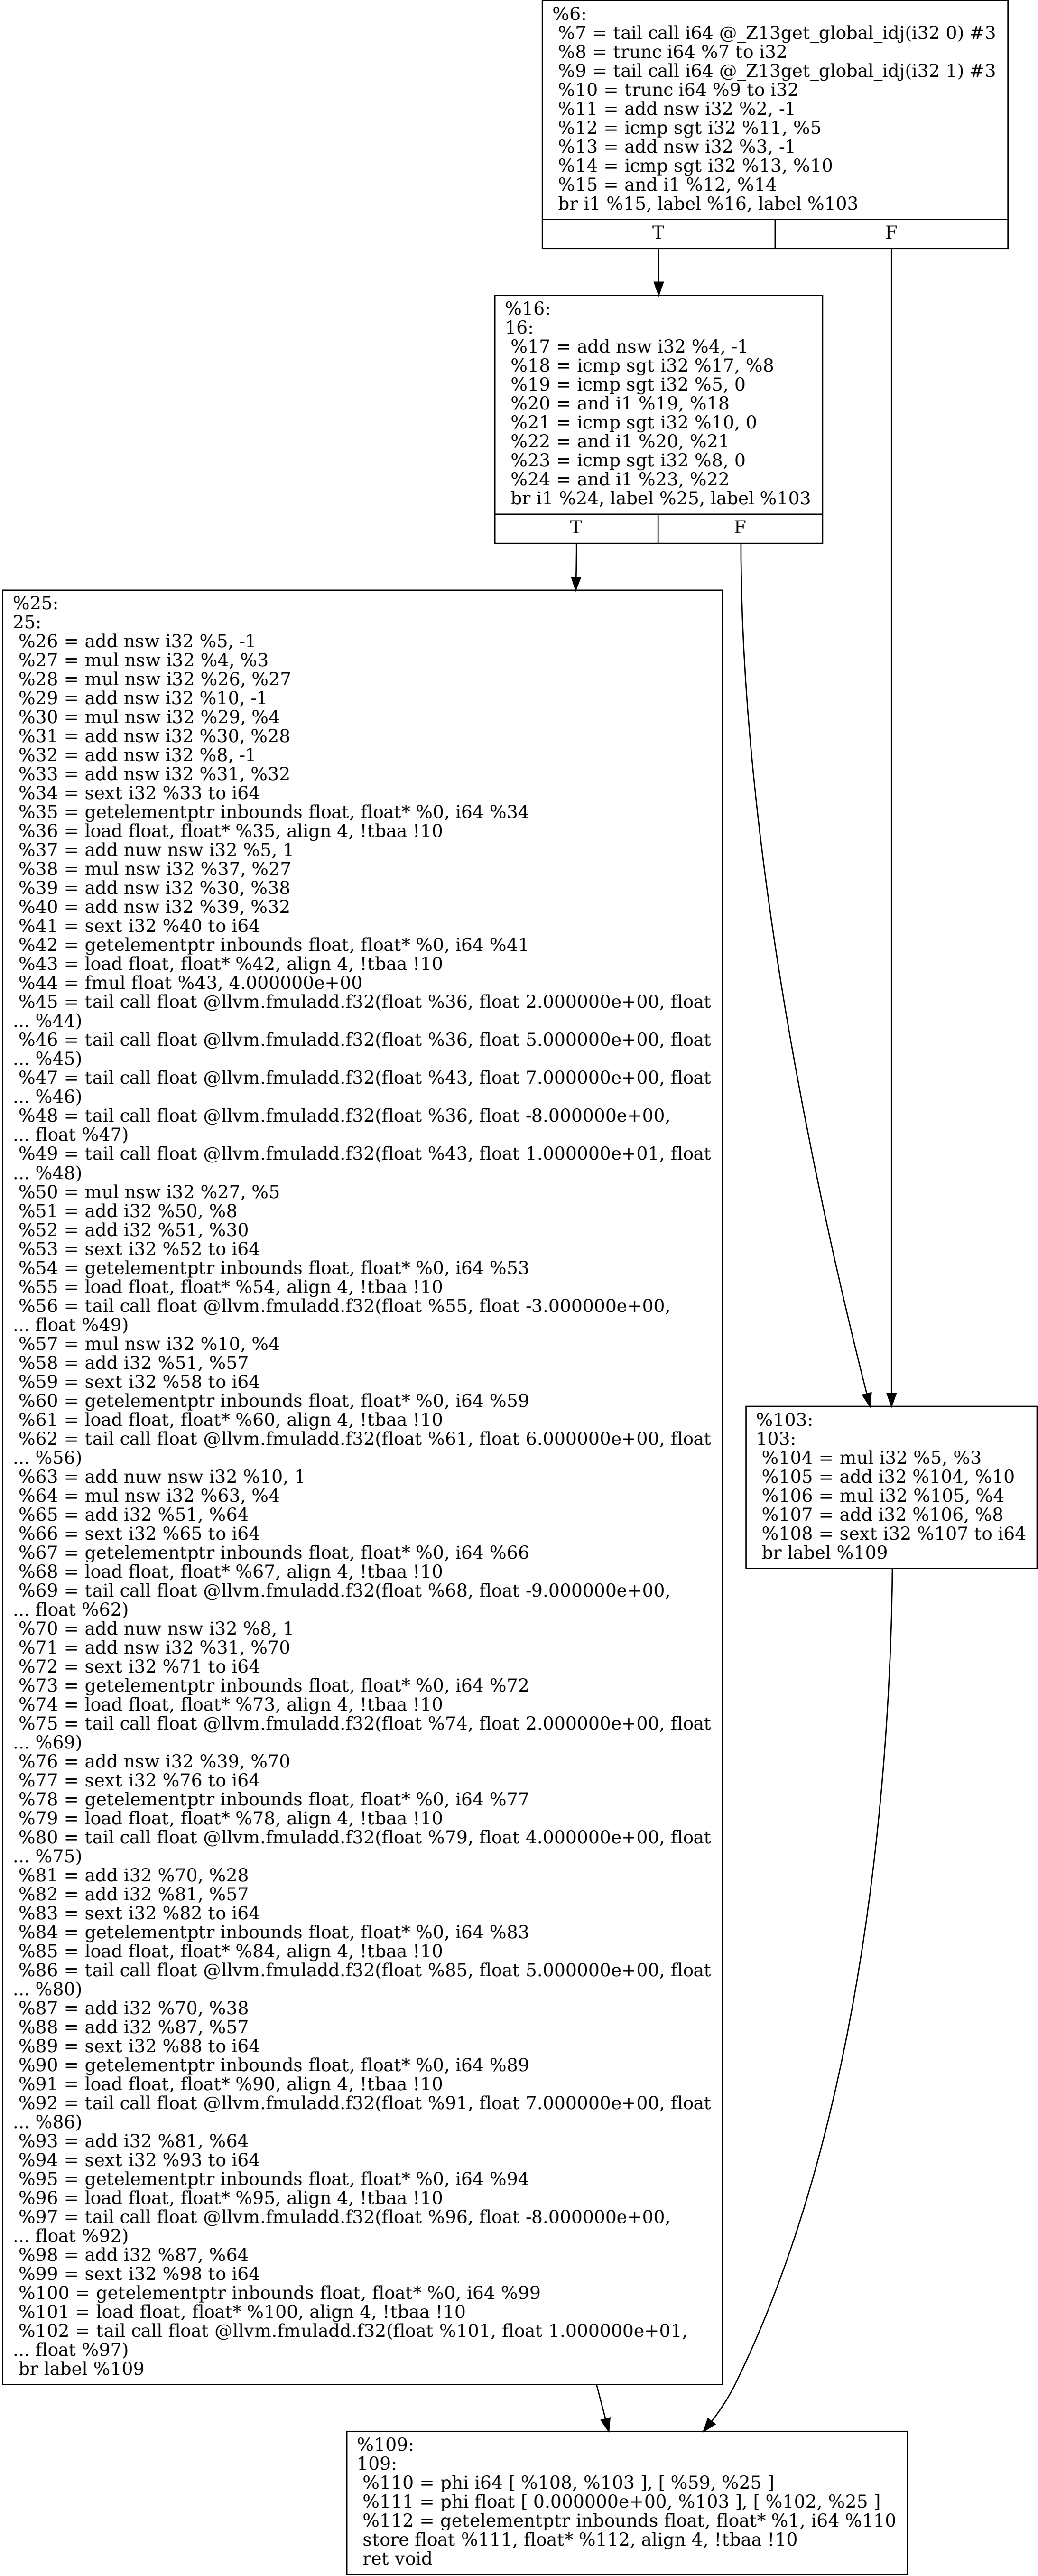 %6:
%7 = tail call i64 @_Z13get_global_idj(i32 0) #3
%8 = trunc i64 %7 to i32
%9 = tail call i64 @_Z13get_global_idj(i32 1) #3
%10 = trunc i64 %9 to i32
%11 = add nsw i32 %2, -1
%12 = icmp sgt i32 %11, %5
%13 = add nsw i32 %3, -1
%14 = icmp sgt i32 %13, %10
%15 = and i1 %12, %14
br i1 %15, label %16, label %103
T F
%16:
16:
%17 = add nsw i32 %4, -1
%18 = icmp sgt i32 %17, %8
%19 = icmp sgt i32 %5, 0
%20 = and i1 %19, %18
%21 = icmp sgt i32 %10, 0
%22 = and i1 %20, %21
%23 = icmp sgt i32 %8, 0
%24 = and i1 %23, %22
br i1 %24, label %25, label %103
T F
%25:
25:
%26 = add nsw i32 %5, -1
%27 = mul nsw i32 %4, %3
%28 = mul nsw i32 %26, %27
%29 = add nsw i32 %10, -1
%30 = mul nsw i32 %29, %4
%31 = add nsw i32 %30, %28
%32 = add nsw i32 %8, -1
%33 = add nsw i32 %31, %32
%34 = sext i32 %33 to i64
%35 = getelementptr inbounds float, float* %0, i64 %34
%36 = load float, float* %35, align 4, !tbaa !10
%37 = add nuw nsw i32 %5, 1
%38 = mul nsw i32 %37, %27
%39 = add nsw i32 %30, %38
%40 = add nsw i32 %39, %32
%41 = sext i32 %40 to i64
%42 = getelementptr inbounds float, float* %0, i64 %41
%43 = load float, float* %42, align 4, !tbaa !10
%44 = fmul float %43, 4.000000e+00
%45 = tail call float @llvm.fmuladd.f32(float %36, float 2.000000e+00, float
... %44)
%46 = tail call float @llvm.fmuladd.f32(float %36, float 5.000000e+00, float
... %45)
%47 = tail call float @llvm.fmuladd.f32(float %43, float 7.000000e+00, float
... %46)
%48 = tail call float @llvm.fmuladd.f32(float %36, float -8.000000e+00,
... float %47)
%49 = tail call float @llvm.fmuladd.f32(float %43, float 1.000000e+01, float
... %48)
%50 = mul nsw i32 %27, %5
%51 = add i32 %50, %8
%52 = add i32 %51, %30
%53 = sext i32 %52 to i64
%54 = getelementptr inbounds float, float* %0, i64 %53
%55 = load float, float* %54, align 4, !tbaa !10
%56 = tail call float @llvm.fmuladd.f32(float %55, float -3.000000e+00,
... float %49)
%57 = mul nsw i32 %10, %4
%58 = add i32 %51, %57
%59 = sext i32 %58 to i64
%60 = getelementptr inbounds float, float* %0, i64 %59
%61 = load float, float* %60, align 4, !tbaa !10
%62 = tail call float @llvm.fmuladd.f32(float %61, float 6.000000e+00, float
... %56)
%63 = add nuw nsw i32 %10, 1
%64 = mul nsw i32 %63, %4
%65 = add i32 %51, %64
%66 = sext i32 %65 to i64
%67 = getelementptr inbounds float, float* %0, i64 %66
%68 = load float, float* %67, align 4, !tbaa !10
%69 = tail call float @llvm.fmuladd.f32(float %68, float -9.000000e+00,
... float %62)
%70 = add nuw nsw i32 %8, 1
%71 = add nsw i32 %31, %70
%72 = sext i32 %71 to i64
%73 = getelementptr inbounds float, float* %0, i64 %72
%74 = load float, float* %73, align 4, !tbaa !10
%75 = tail call float @llvm.fmuladd.f32(float %74, float 2.000000e+00, float
... %69)
%76 = add nsw i32 %39, %70
%77 = sext i32 %76 to i64
%78 = getelementptr inbounds float, float* %0, i64 %77
%79 = load float, float* %78, align 4, !tbaa !10
%80 = tail call float @llvm.fmuladd.f32(float %79, float 4.000000e+00, float
... %75)
%81 = add i32 %70, %28
%82 = add i32 %81, %57
%83 = sext i32 %82 to i64
%84 = getelementptr inbounds float, float* %0, i64 %83
%85 = load float, float* %84, align 4, !tbaa !10
%86 = tail call float @llvm.fmuladd.f32(float %85, float 5.000000e+00, float
... %80)
%87 = add i32 %70, %38
%88 = add i32 %87, %57
%89 = sext i32 %88 to i64
%90 = getelementptr inbounds float, float* %0, i64 %89
%91 = load float, float* %90, align 4, !tbaa !10
%92 = tail call float @llvm.fmuladd.f32(float %91, float 7.000000e+00, float
... %86)
%93 = add i32 %81, %64
%94 = sext i32 %93 to i64
%95 = getelementptr inbounds float, float* %0, i64 %94
%96 = load float, float* %95, align 4, !tbaa !10
%97 = tail call float @llvm.fmuladd.f32(float %96, float -8.000000e+00,
... float %92)
%98 = add i32 %87, %64
%99 = sext i32 %98 to i64
%100 = getelementptr inbounds float, float* %0, i64 %99
%101 = load float, float* %100, align 4, !tbaa !10
%102 = tail call float @llvm.fmuladd.f32(float %101, float 1.000000e+01,
... float %97)
br label %109
%103:
103:
%104 = mul i32 %5, %3
%105 = add i32 %104, %10
%106 = mul i32 %105, %4
%107 = add i32 %106, %8
%108 = sext i32 %107 to i64
br label %109
%109:
109:
%110 = phi i64 [ %108, %103 ], [ %59, %25 ]
%111 = phi float [ 0.000000e+00, %103 ], [ %102, %25 ]
%112 = getelementptr inbounds float, float* %1, i64 %110
store float %111, float* %112, align 4, !tbaa !10
ret void